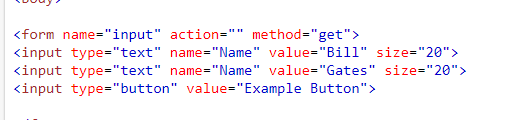 <form name="input" action="" method="get">
<input type="text" name="Name" value="Bill" size="20">
<input type="text" name="Name" value="Gates" size="20">
<input type="button" value="Example Button">